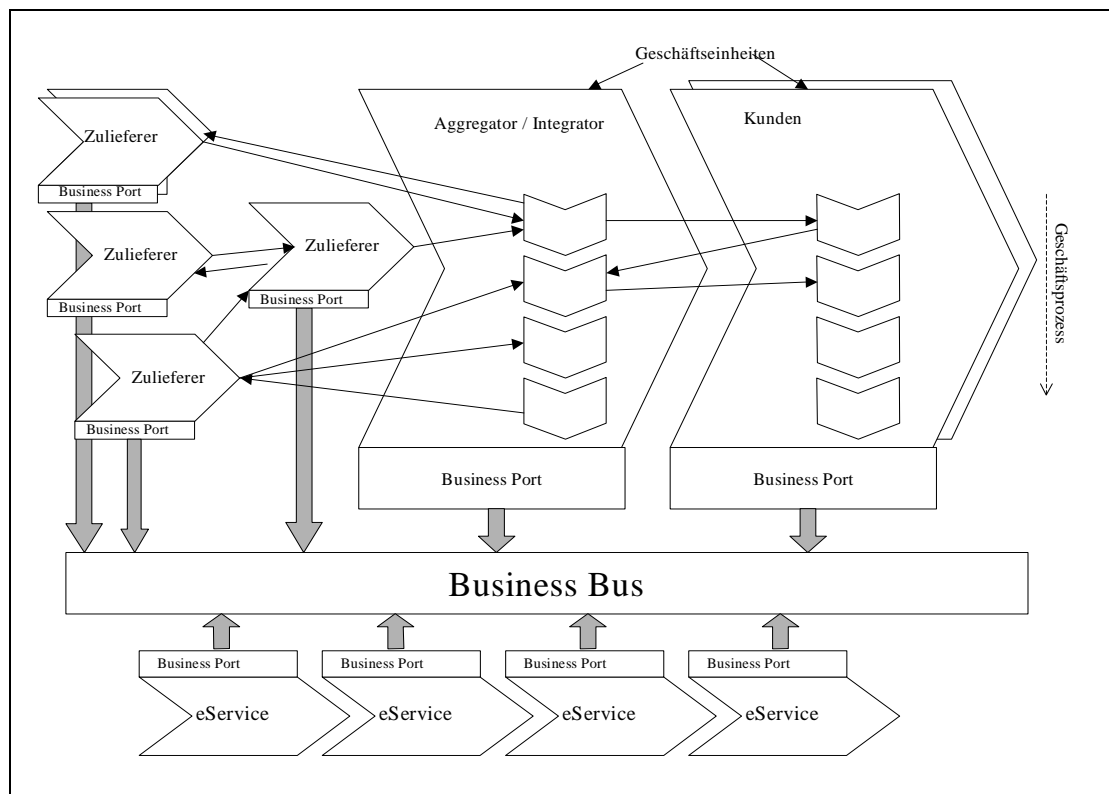 Geschäftseinheiten
Zulieferer
Aggregator / Integrator
Kunden
Business Port
Zulieferer
Zulieferer
Business Port
Business Port
Zulieferer
Business Port
Geschäftsprozess
Business Port
Business Port
Business Bus
Business Port
Business Port
Business Port
Business Port
eService
eService
eService
eService